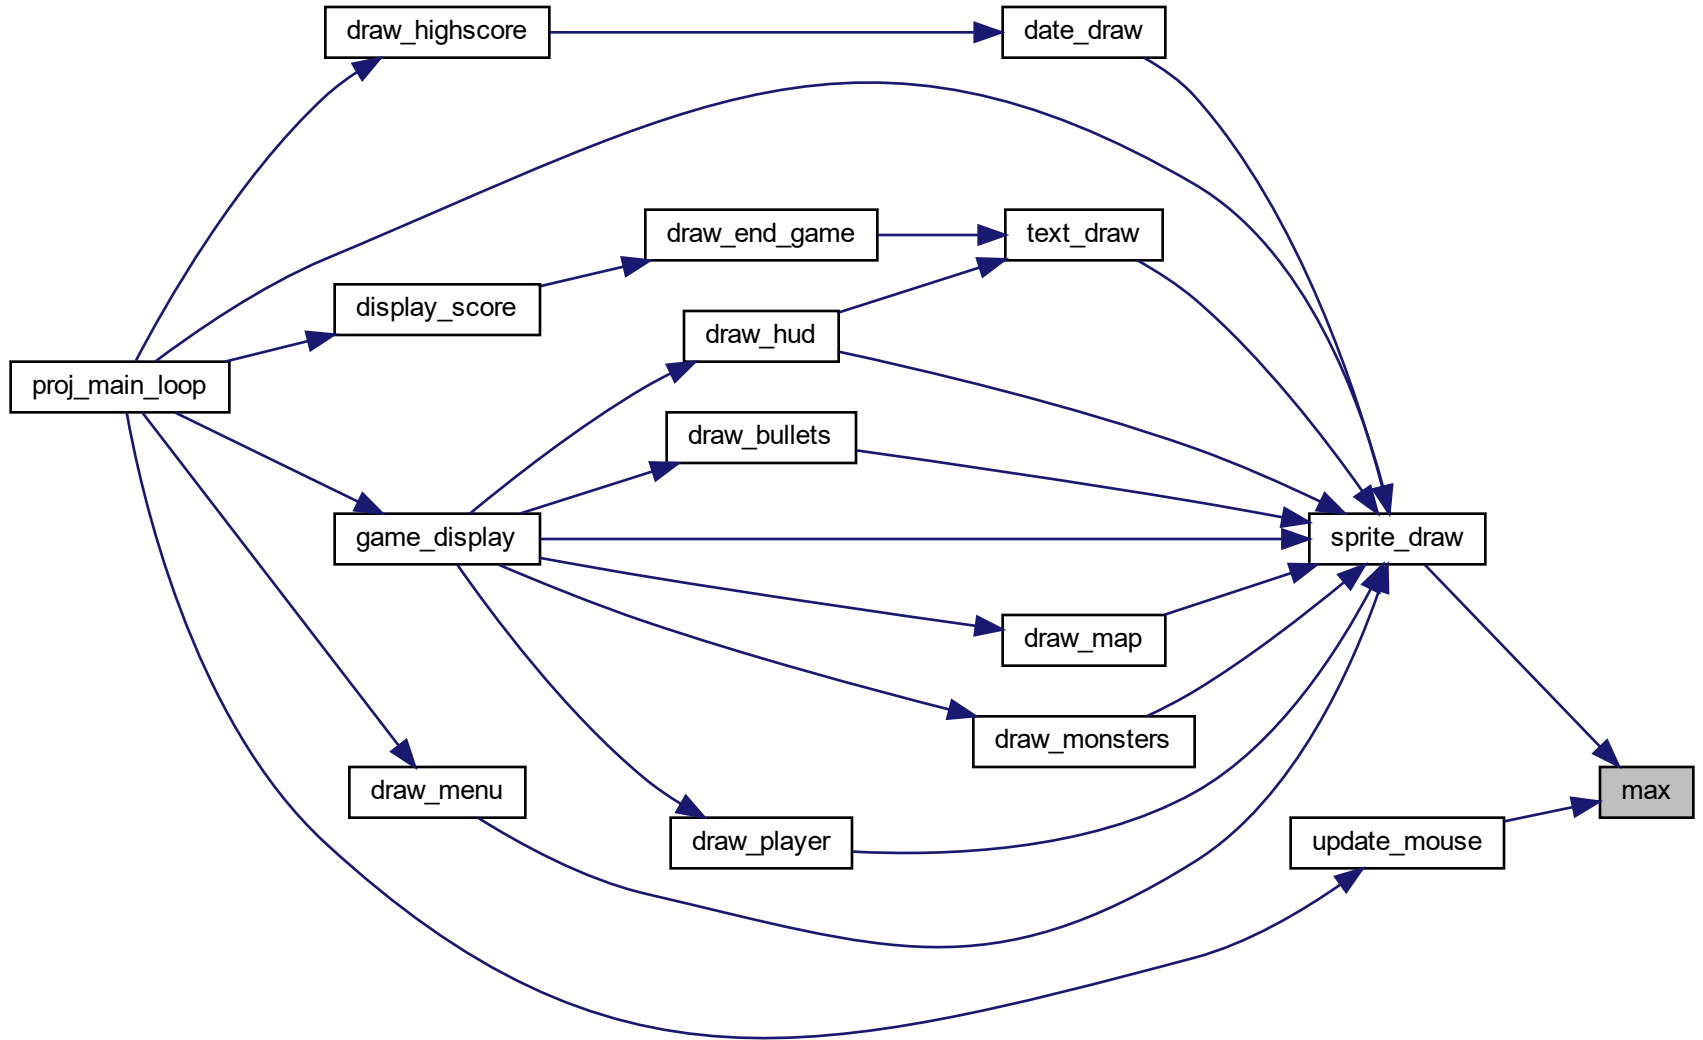 draw_highscore
date_draw
draw_end_game
text_draw
display_score
draw_hud
proj_main_loop
draw_bullets
game_display
sprite_draw
draw_map
draw_monsters
draw_menu
max
draw_player
update_mouse